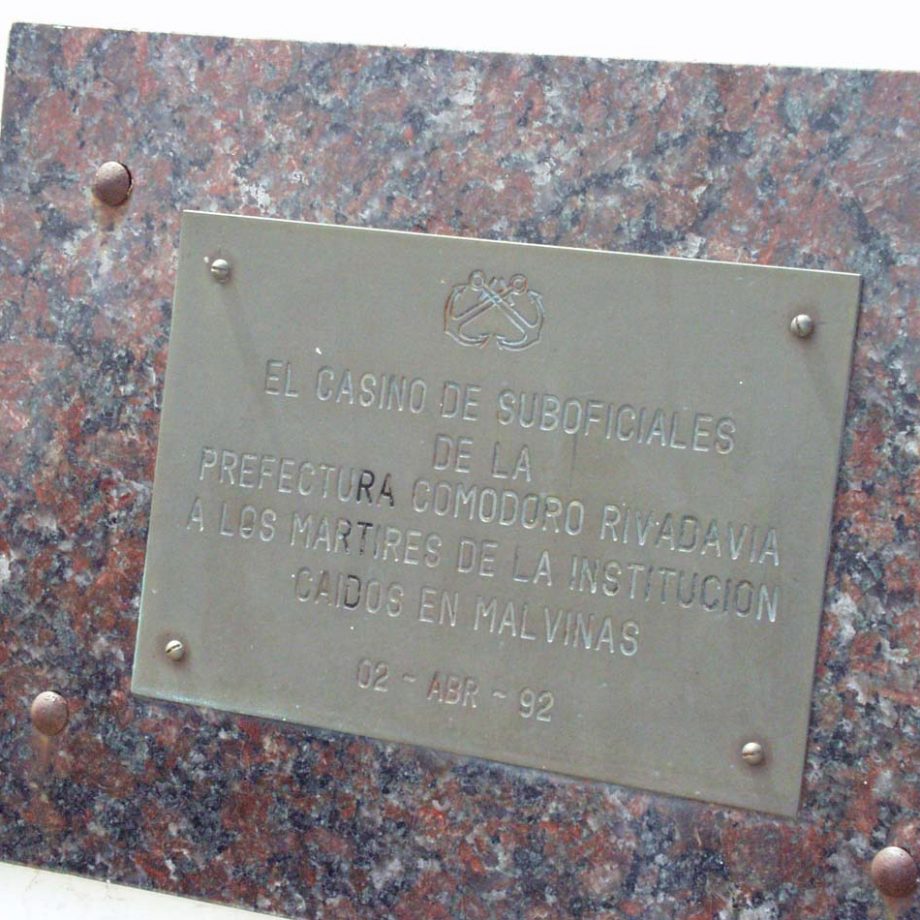 EL CASINO DE SUBOFICIALES
DE LA
PREFECTURA COMODORO RIVADAVIA
A LOS MARTIRES DE LA INSTITUCION
CAIDOS EN MALVINAS
02 - ABR - 92